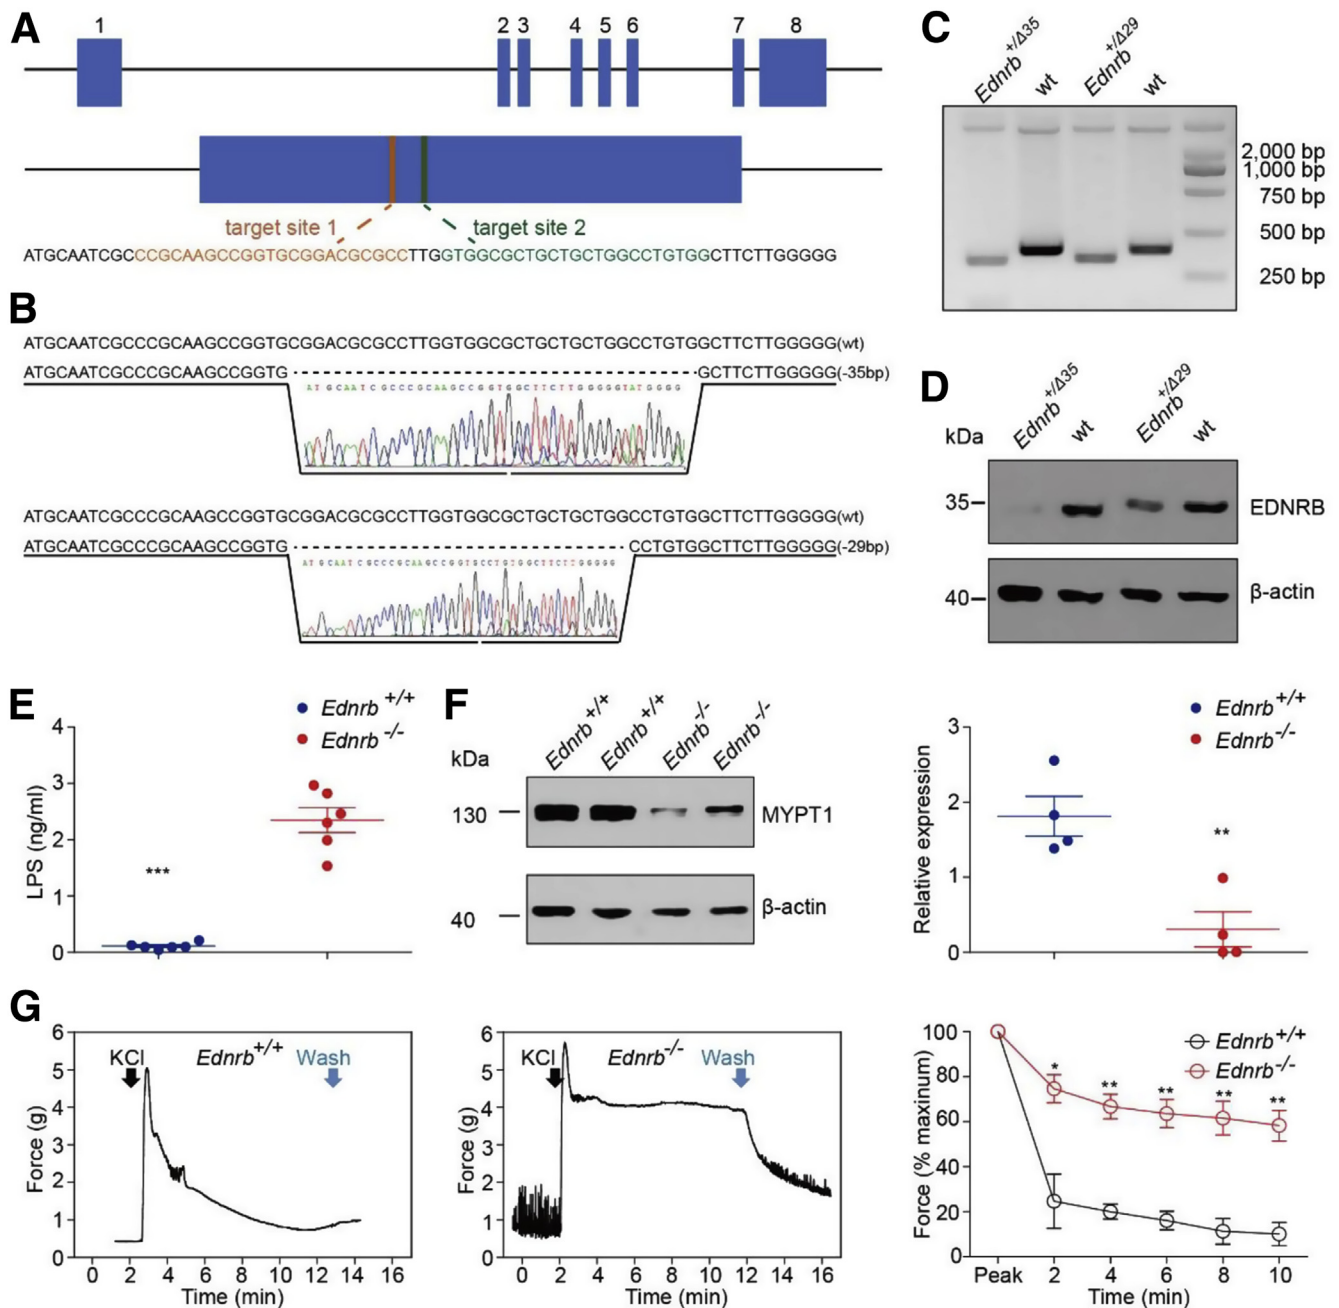 A
1 2 3 4 5 6 7 8
target site 1 target site 2
ATGCAATCGCCCGCAAGCCGGTGCGGACGCGCCTTGGTGGCGCTGCTGCTGGCCTGTGGCTTCTTGGGGG
B
ATGCAATCGCCCGCAAGCCGGTGCGGACGCGCCTTGGTGGCGCTGCTGCTGGCCTGTGGCTTCTTGGGGG(wt)
ATGCAATCGCCCGCAAGCCGGTG GCTTCTTGGGGG(-35bp)
ATGCAATCGCCCGCAAGCCGGTGGCTTCTTGGGGGTATGGGG
ATGCAATCGCCCGCAAGCCGGTGCGGACGCGCCTTGGTGGCGCTGCTGCTGGCCTGTGGCTTCTTGGGGG(wt)
ATGCAATCGCCCGCAAGCCGGTG CCTGTGGCTTCTTGGGGG(-29bp)
ATGCAATCGCCCGCAAGCCGGTGCCTGTGGCTTCTTGGGGG
C
Ednrb+/Δ35 wt Ednrb+/Δ29 wt
2,000 bp
1,000 bp
750 bp
500 bp
250 bp
D
kDa Ednrb+/Δ35 wt Ednrb+/Δ29 wt
35 EDNRB
40 β-actin
E
Ednrb+/+
Ednrb-/-
LPS (ng/ml)
4
3
2
1
0
***
F
kDa Ednrb+/+ Ednrb+/+ Ednrb-/- Ednrb-/-
130 MYPT1
40 β-actin
Ednrb+/+
Ednrb-/-
Relative expression
3
2
1
0
**
G
Force (g)
6
5
4
3
2
1
0
KCl Ednrb+/+ Wash
0 2 4 6 8 10 12 14 16
Time (min)
Force (g)
6
5
4
3
2
1
0
KCl Ednrb-/- Wash
0 2 4 6 8 10 12 14 16
Time (min)
Force (% maxinum)
100
80
60
40
20
0
Ednrb+/+
Ednrb-/-
* ** ** ** **
Peak 2 4 6 8 10
Time (min)